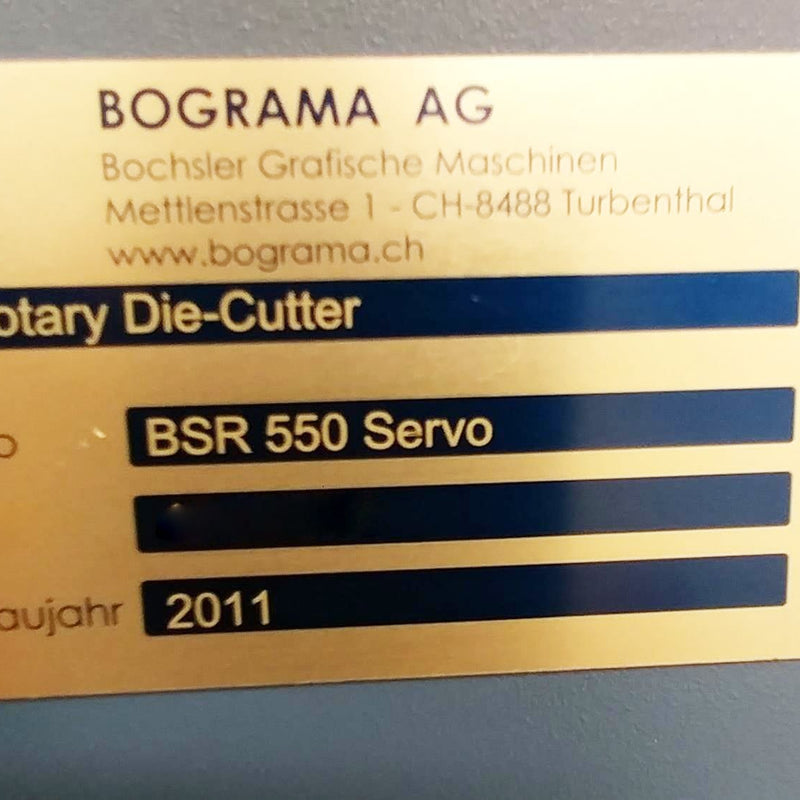 BOGRAMA AG
Bochsler Grafische Maschinen
Mettlenstrasse 1 - CH-8488 Turbenthal
www.bograma.ch
otary Die-Cutter
o BSR 550 Servo
aujahr 2011